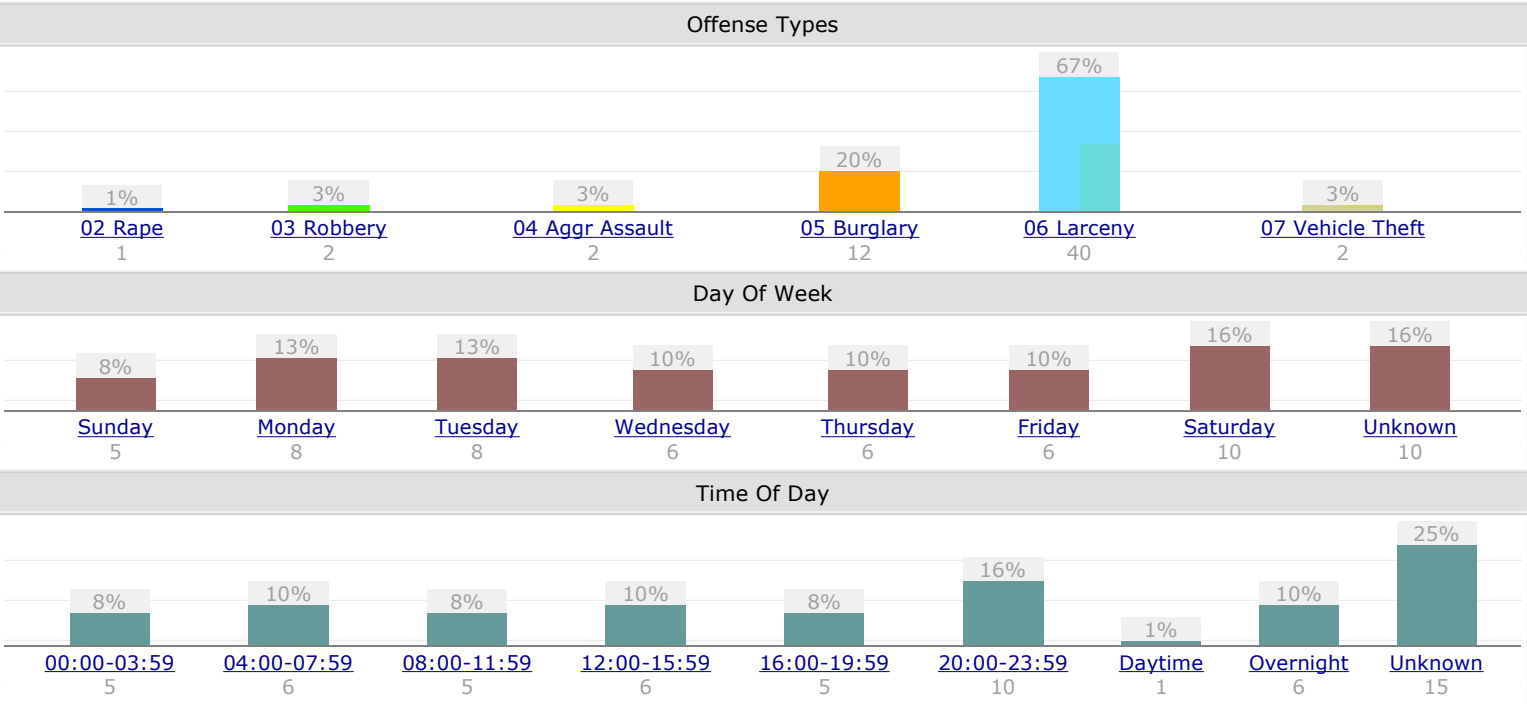 Offense Types
67%
20%
1% 3% 3% 3%
02 Rape 03 Robbery 04 Aggr Assault 05 Burglary 06 Larceny 07 Vehicle Theft
1 2 2 12 40 2
Day Of Week
8% 13% 13% 10% 10% 10% 16% 16%
Sunday Monday Tuesday Wednesday Thursday Friday Saturday Unknown
5 8 8 6 6 6 10 10
Time Of Day
25%
16%
8% 10% 8% 10% 8% 10%
1%
00:00-03:59 04:00-07:59 08:00-11:59 12:00-15:59 16:00-19:59 20:00-23:59 Daytime Overnight Unknown
5 6 5 6 5 10 1 6 15